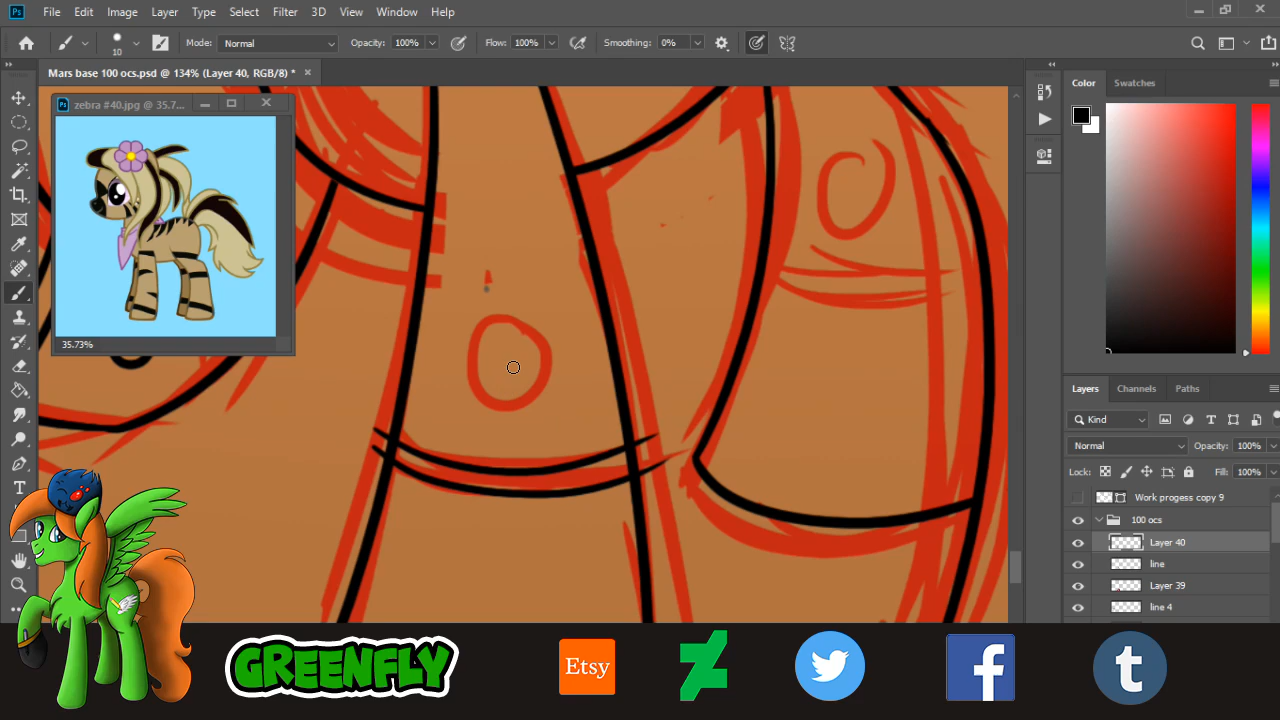 Ps File Edit Image Layer Type Select Filter 3D View Window Help
10 Mode: Normal Opacity: 100% Flow: 100% Smoothing: 0%
Mars base 100 ocs.psd @ 134% (Layer 40, RGB/8) *
Ps zebra #40.jpg @ 35.7...
35.73%
Color Swatches
Layers Channels Paths
Kind
Normal Opacity: 100%
Lock: Fill: 100%
Work progess copy 9
100 ocs
Layer 40
line
Layer 39
line 4
GREENFLY Etsy